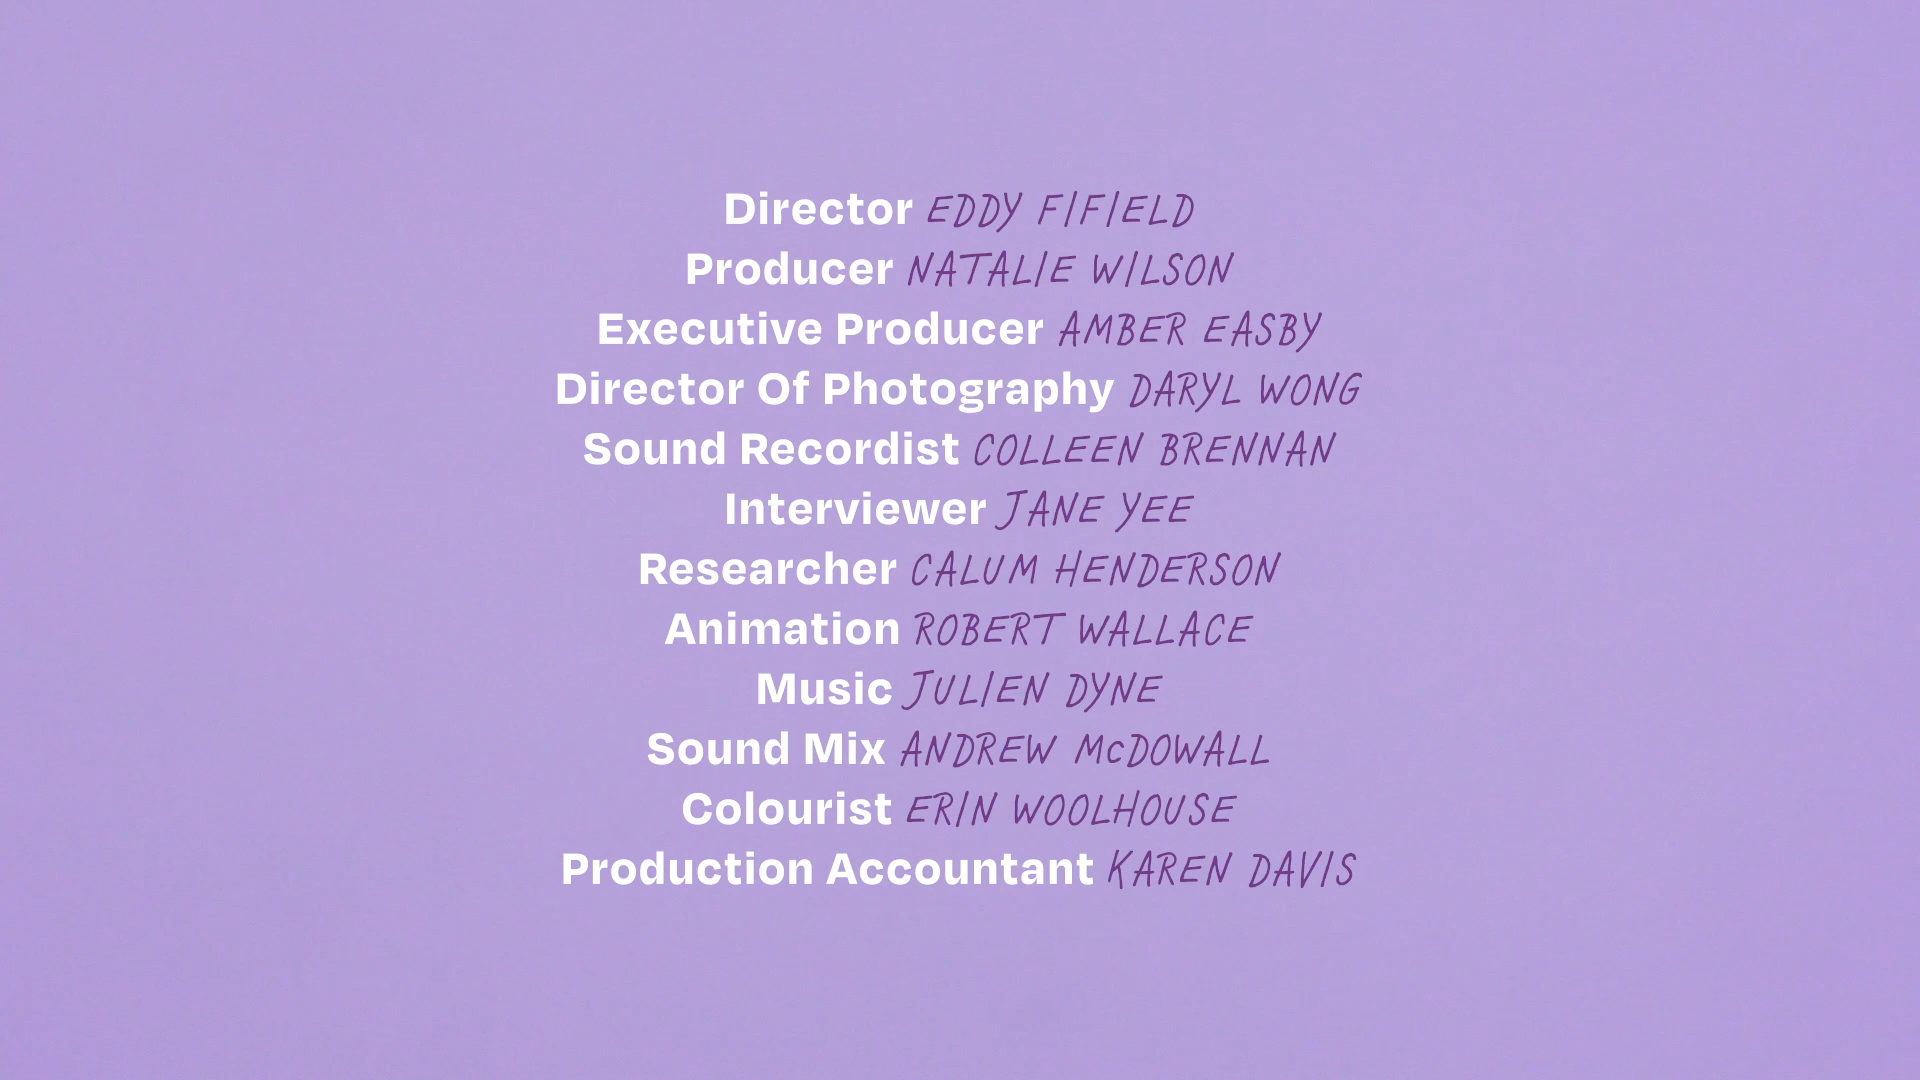 Director EDDY FIFIELD
Producer NATALIE WILSON
Executive Producer AMBER EASBY
Director Of Photography DARYL WONG
Sound Recordist COLLEEN BRENNAN
Interviewer JANE YEE
Researcher CALUM HENDERSON
Animation ROBERT WALLACE
Music JULIEN DYNE
Sound Mix ANDREW McDOWALL
Colourist ERIN WOOLHOUSE
Production Accountant KAREN DAVIS